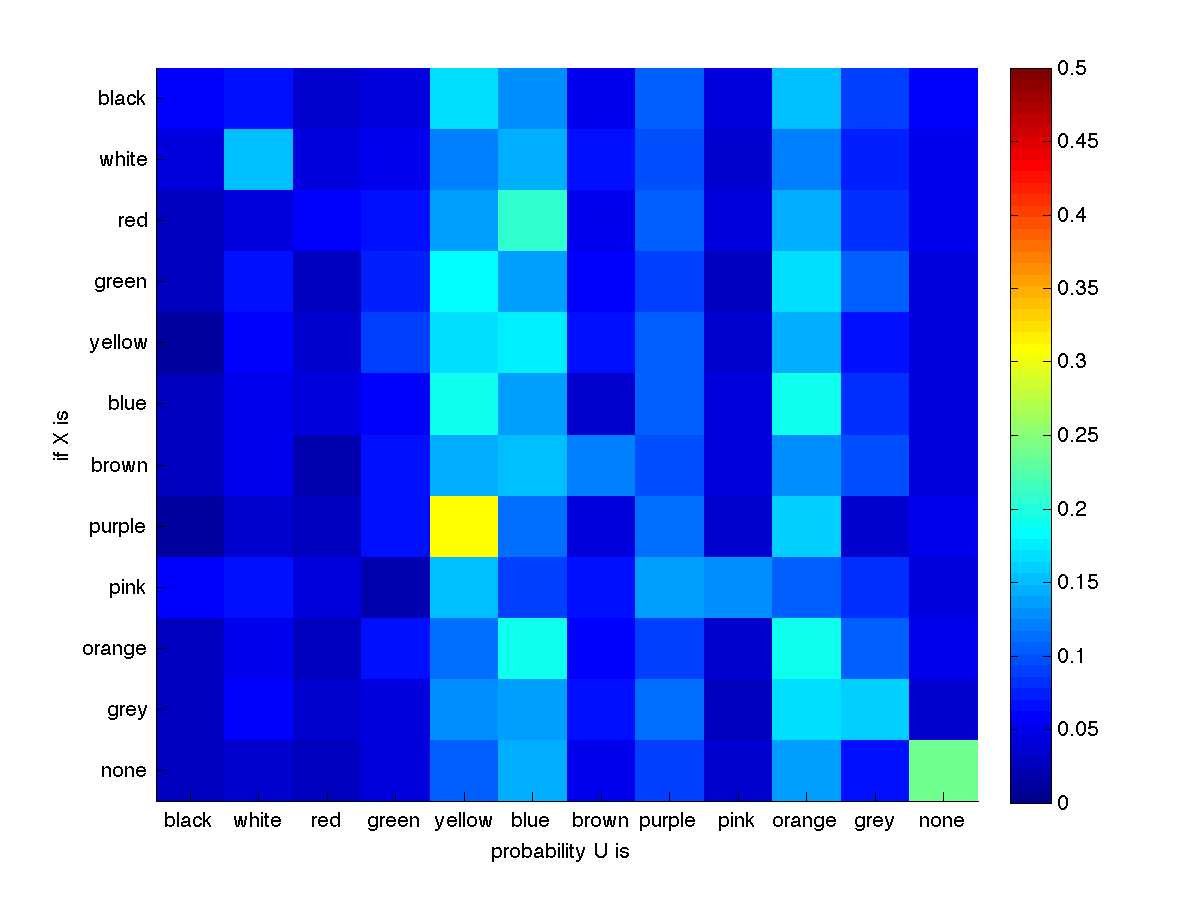 black
white
red
green
yellow
blue
brown
purple
pink
orange
grey
none
if X is
black white red green yellow blue brown purple pink orange grey none
probability U is
0.5
0.45
0.4
0.35
0.3
0.25
0.2
0.15
0.1
0.05
0